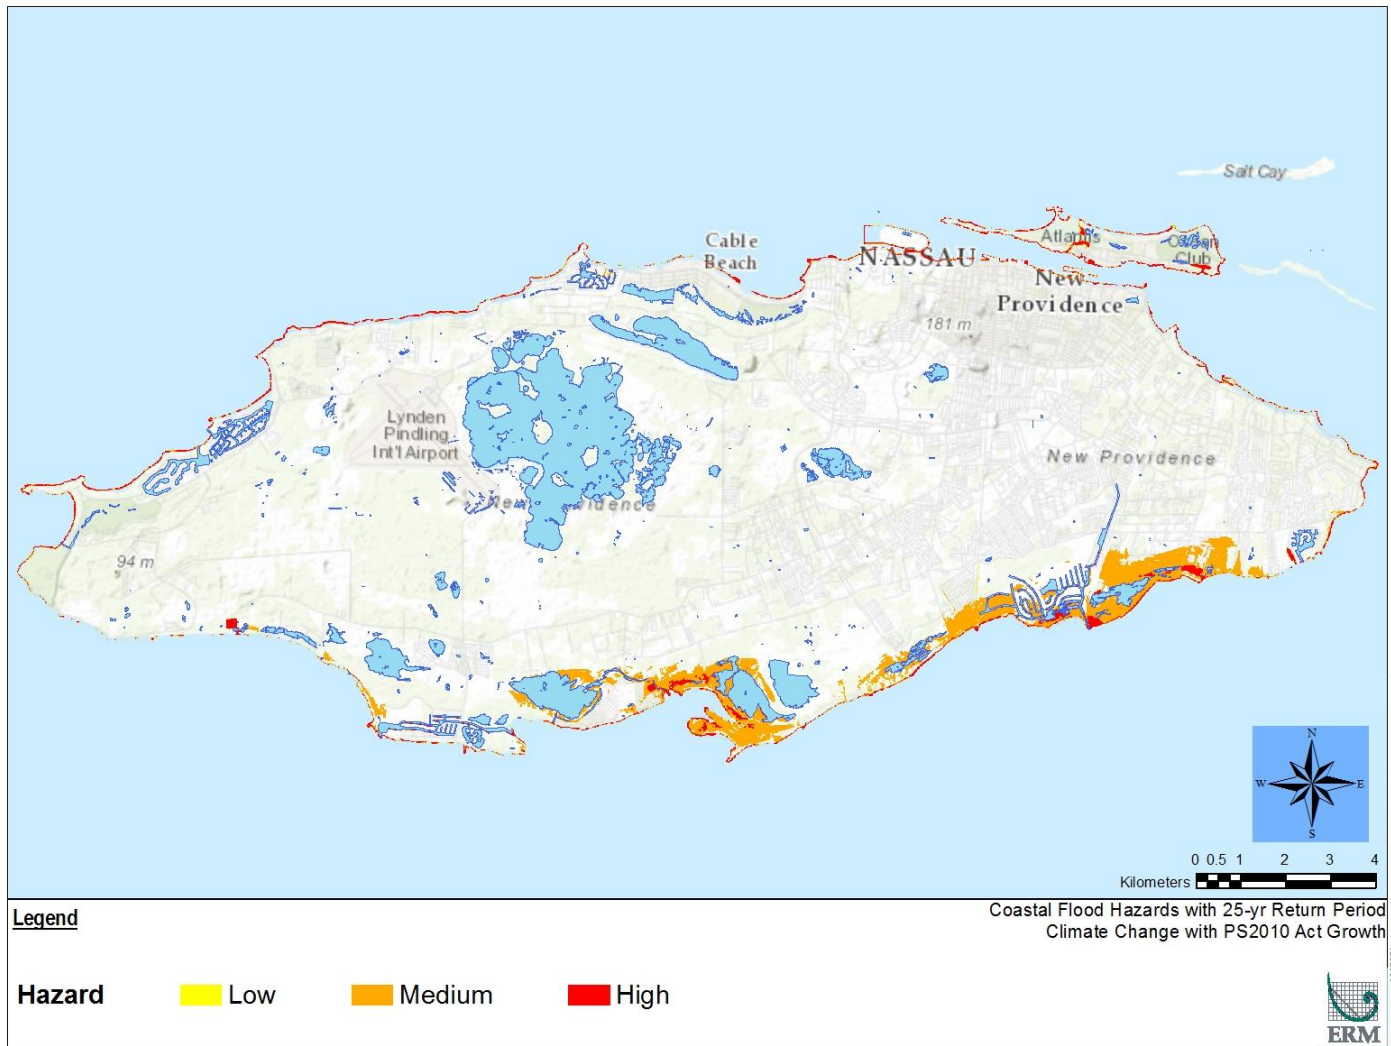 Salt Cay
Cable
Beach
NASSAU
Atlantis
Club
New
Providence
181 m
Lynden
Pindling
Int'l Airport
New Providence
94 m
N
W
E
S
0 0.5 1 2 3 4
Kilometers
Legend
Coastal Flood Hazards with 25-yr Return Period
Climate Change with PS2010 Act Growth
Hazard
Low
Medium
High
ERM